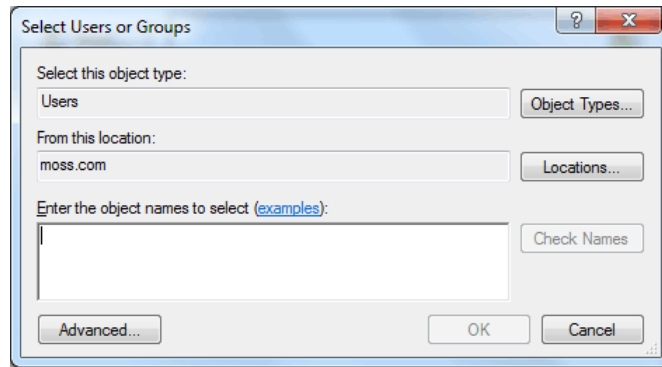 Select Users or Groups
Select this object type:
Users
Object Types...
From this location:
moss.com
Locations...
Enter the object names to select (examples):
Check Names
Advanced...
OK
Cancel